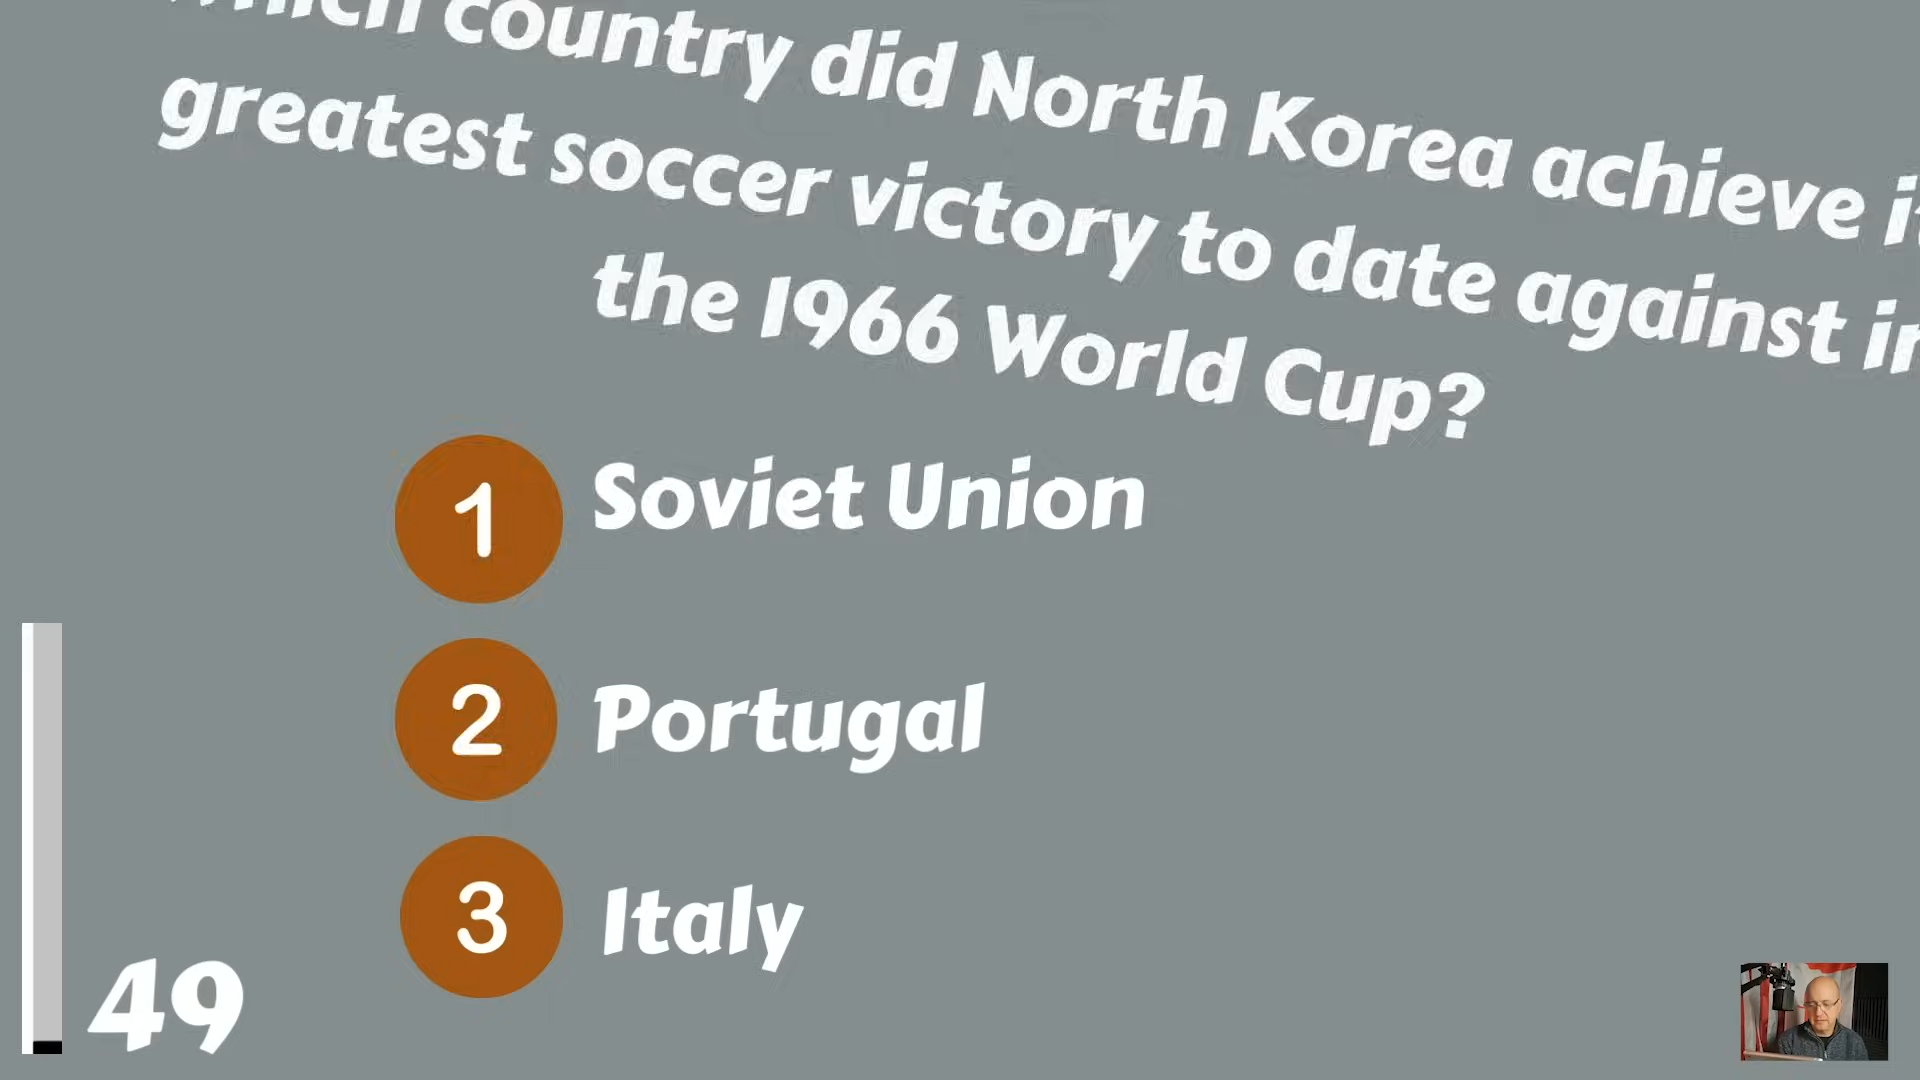 country did North Korea achieve
greatest soccer victory to date against in
the 1966 World Cup?
1 Soviet Union
2 Portugal
3 Italy
49